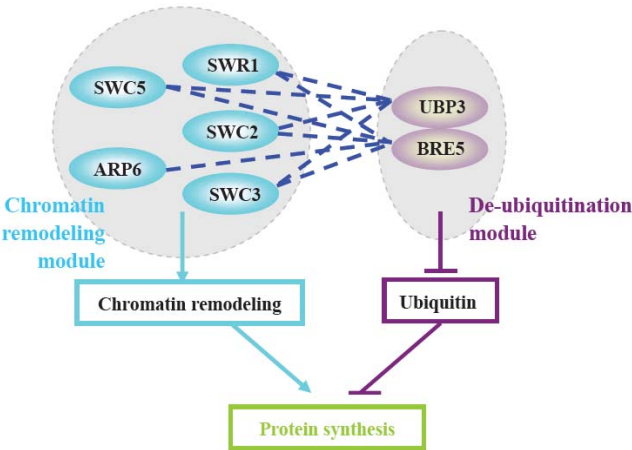 SWR1
SWC5
UBP3
SWC2
BRE5
ARP6
SWC3
Chromatin
remodeling
module
De-ubiquitination
module
Chromatin remodeling
Ubiquitin
Protein synthesis